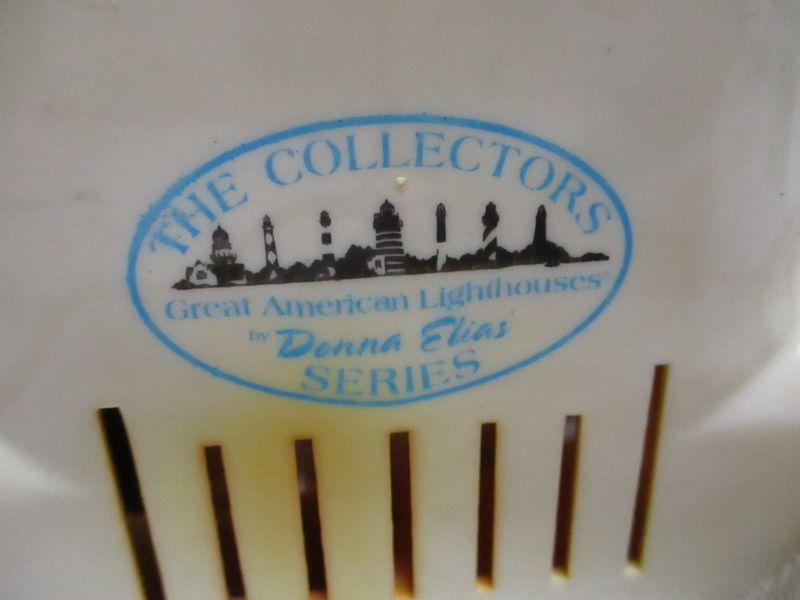 THE COLLECTORS
Great American Lighthouses®
by Donna Elias
SERIES